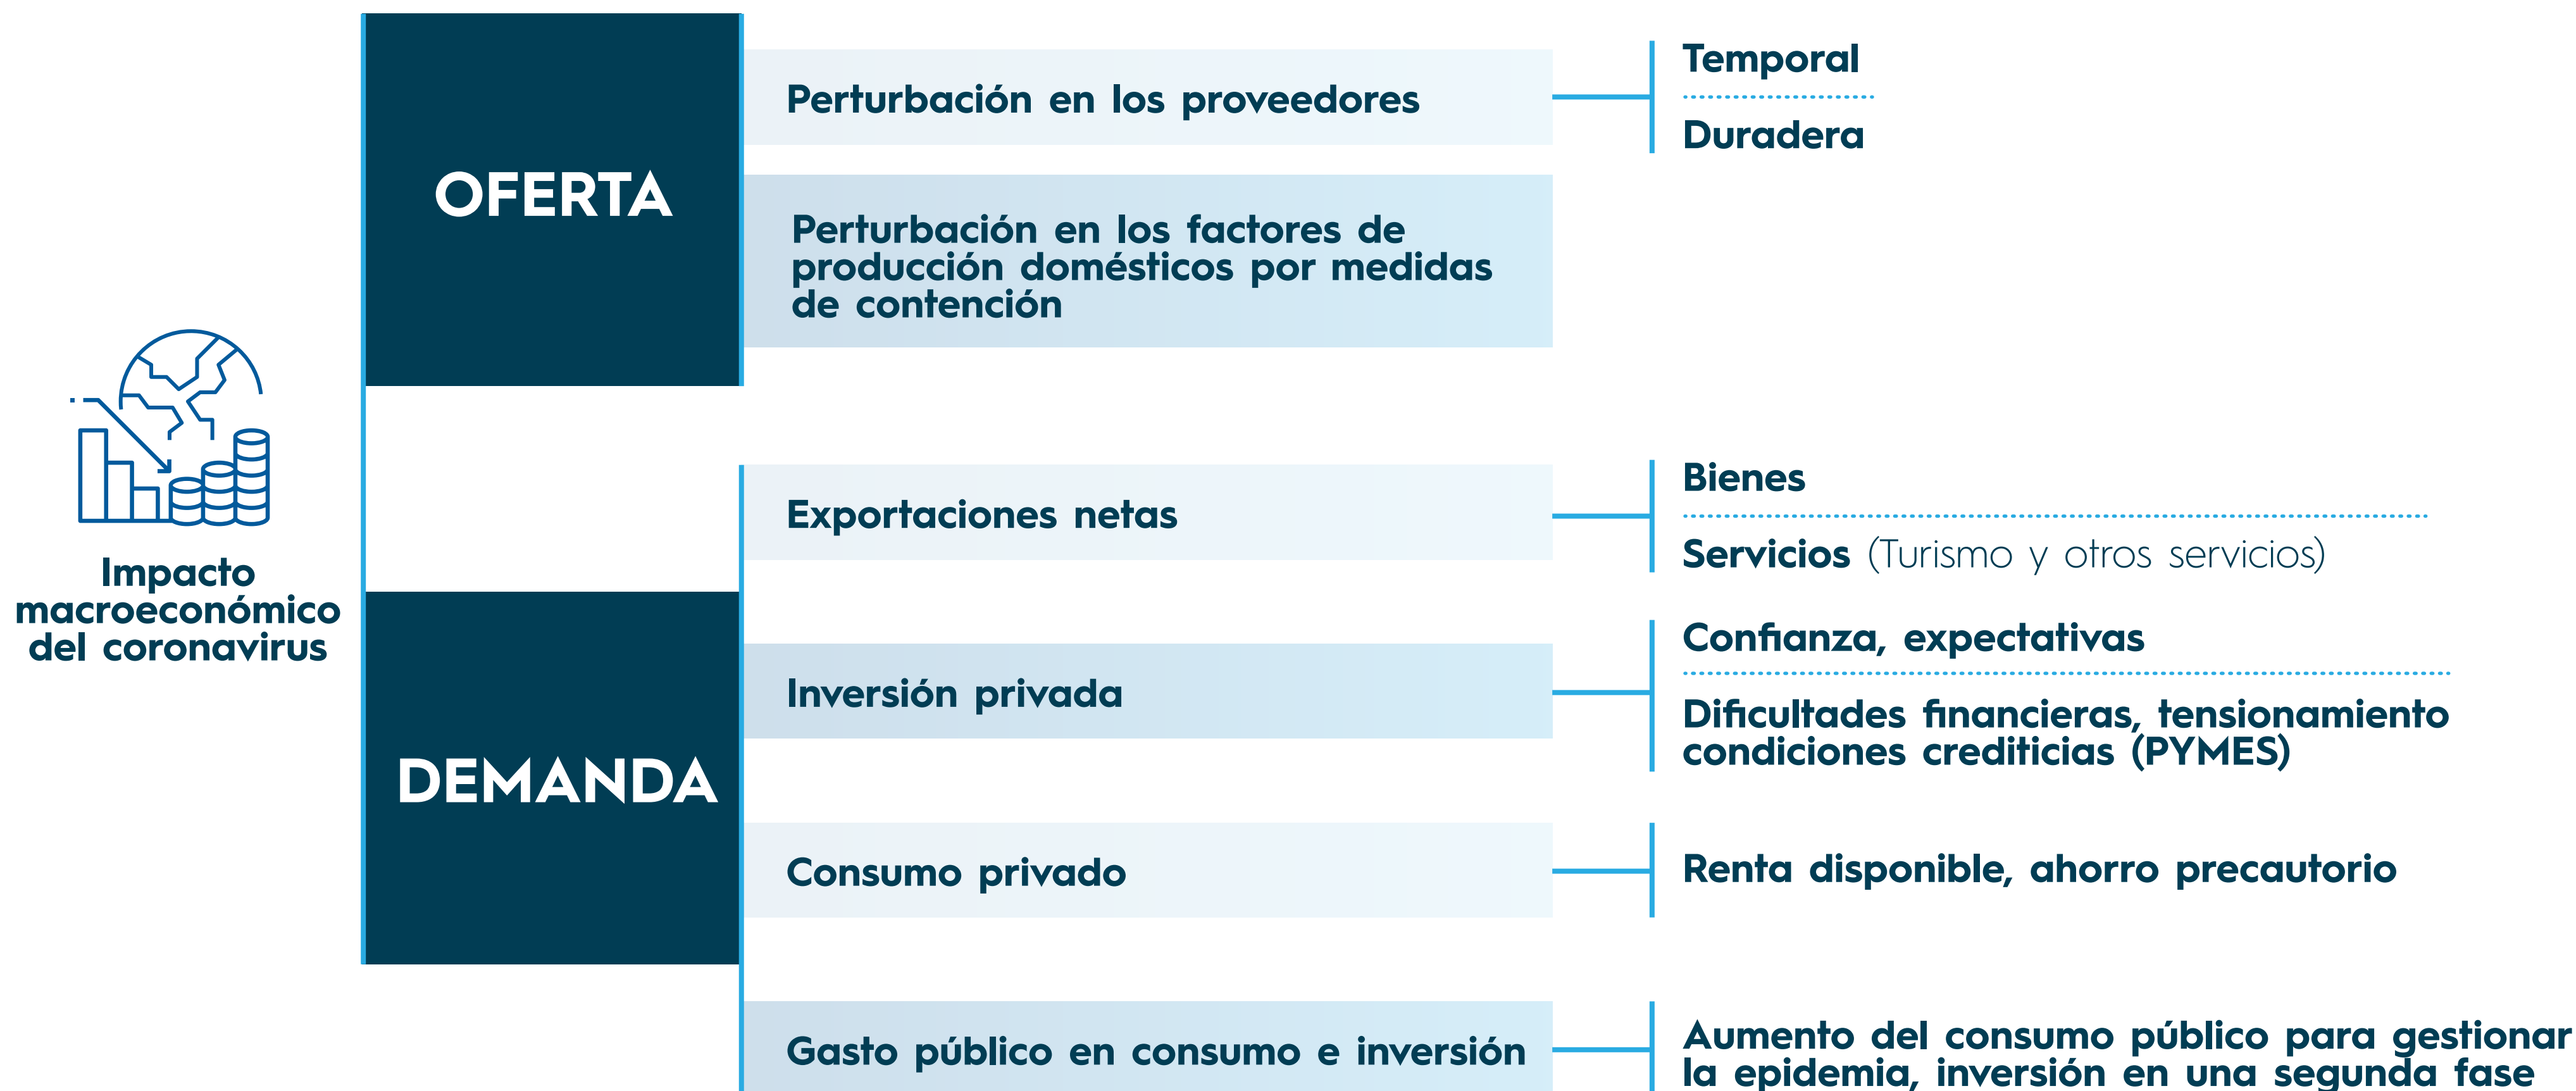 Impacto
macroeconómico
del coronavirus
OFERTA
Perturbación en los proveedores
Temporal
Duradera
Perturbación en los factores de
producción domésticos por medidas
de contención
DEMANDA
Exportaciones netas
Bienes
Servicios (Turismo y otros servicios)
Inversión privada
Confianza, expectativas
Dificultades financieras, tensionamiento
condiciones crediticias (PYMES)
Consumo privado
Renta disponible, ahorro precautorio
Gasto público en consumo e inversión
Aumento del consumo público para gestionar
la epidemia, inversión en una segunda fase